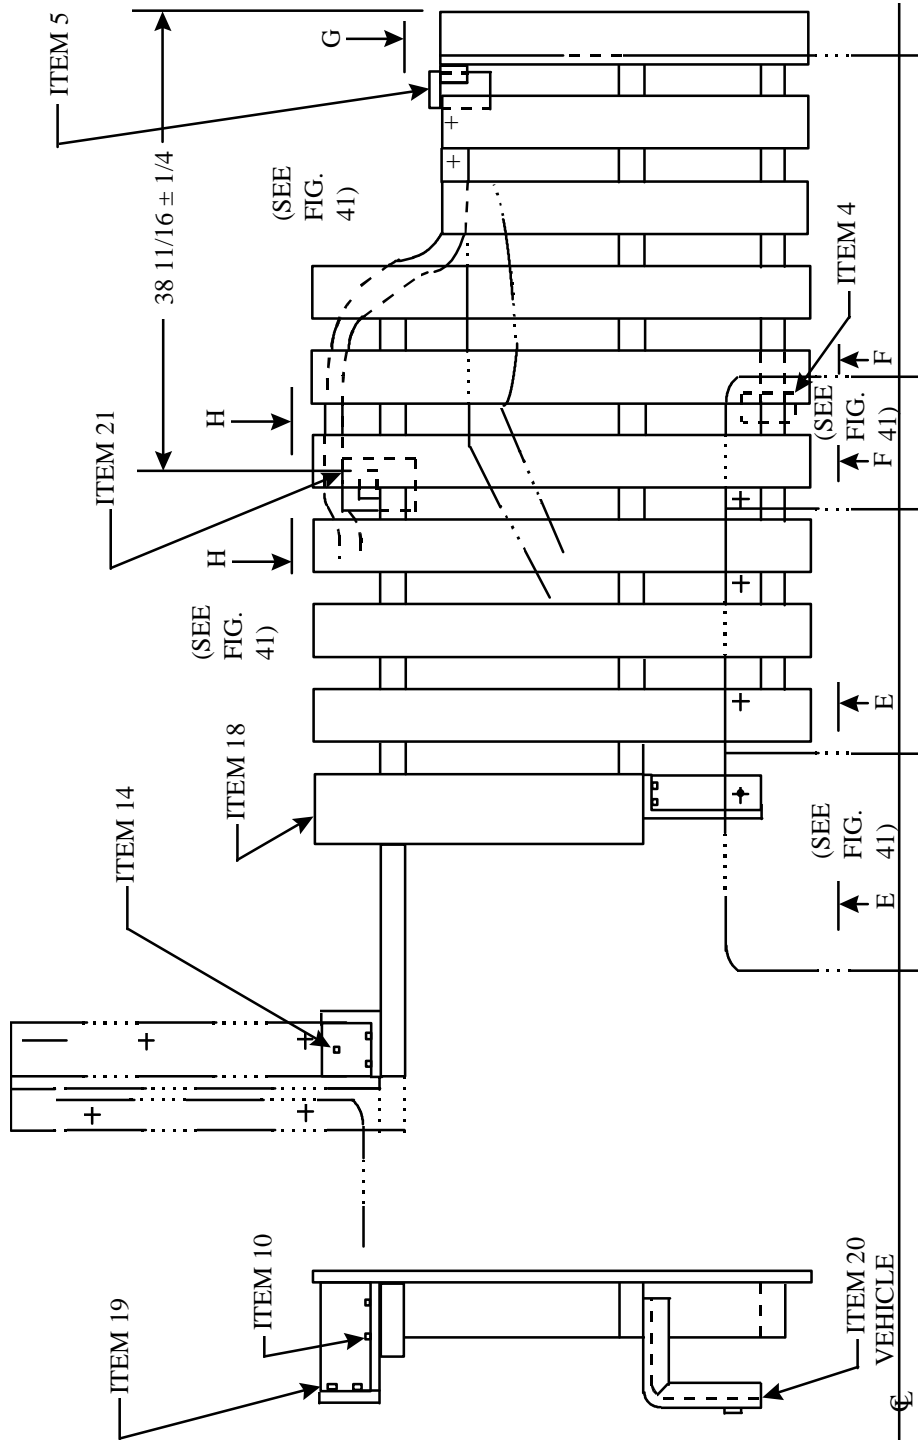 ITEM 19
ITEM 10
ITEM 14
ITEM 18
(SEE
FIG.
41)
H
H
ITEM 21
38 11/16 ± 1/4
(SEE
FIG.
41)
ITEM 5
G
ITEM 20
VEHICLE
E
E
(SEE
FIG.
41)
F
F
(SEE
FIG.
41)
ITEM 4
℄